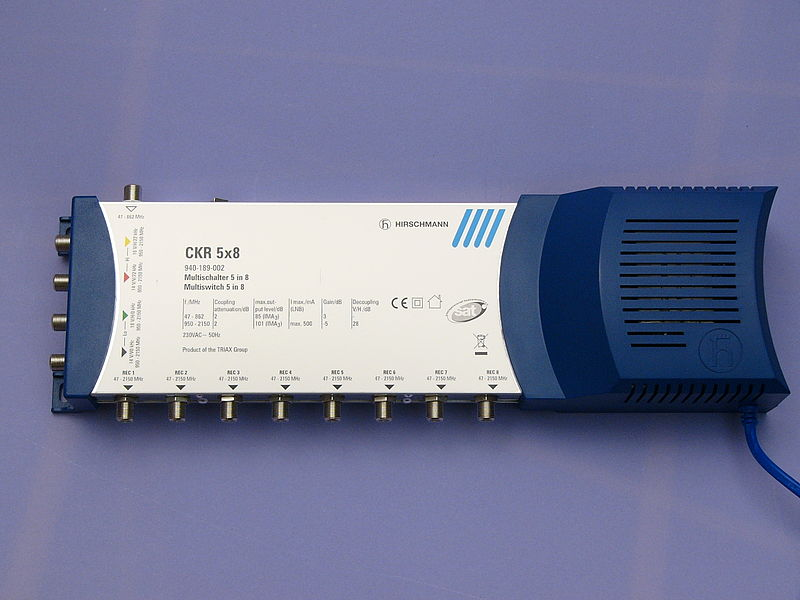 47 - 862 MHz
HIRSCHMANN
CKR 5x8
940-189-002
Multischalter 5 in 8
Multiswitch 5 in 8
f /MHz Coupling attenuation/dB max.out-put level/dB I max./mA (LNB) Gain/dB Decoupling V/H /dB
47 - 862 2 85 (IMA3) - 3 -
950 - 2150 2 101 (IMA3) max. 500 -5 28
230VAC~ 50Hz
Product of the TRIAX Group
CE
sat
REC 1 REC 2 REC 3 REC 4 REC 5 REC 6 REC 7 REC 8
47 - 2150 MHz 47 - 2150 MHz 47 - 2150 MHz 47 - 2150 MHz 47 - 2150 MHz 47 - 2150 MHz 47 - 2150 MHz 47 - 2150 MHz